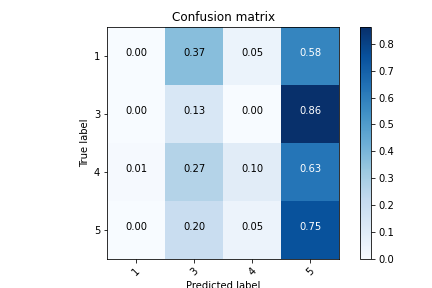 Confusion matrix
1 0.00 0.37 0.05 0.58
3 0.00 0.13 0.00 0.86
4 0.01 0.27 0.10 0.63
5 0.00 0.20 0.05 0.75
True label
1 3 4 5
Predicted label
0.8
0.7
0.6
0.5
0.4
0.3
0.2
0.1
0.0